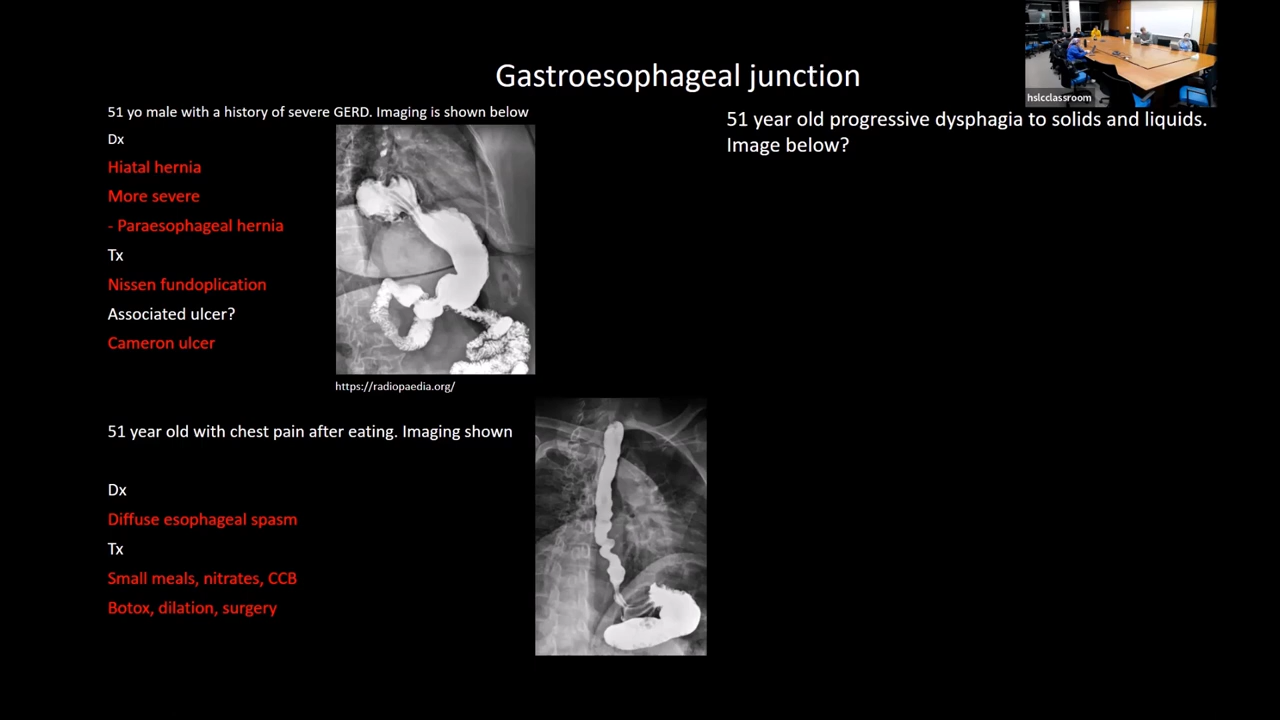 Gastroesophageal junction
hslcclassroom
51 yo male with a history of severe GERD. Imaging is shown below
Dx
Hiatal hernia
More severe
- Paraesophageal hernia
Tx
Nissen fundoplication
Associated ulcer?
Cameron ulcer
https://radiopaedia.org/
51 year old with chest pain after eating. Imaging shown
Dx
Diffuse esophageal spasm
Tx
Small meals, nitrates, CCB
Botox, dilation, surgery
51 year old progressive dysphagia to solids and liquids.
Image below?